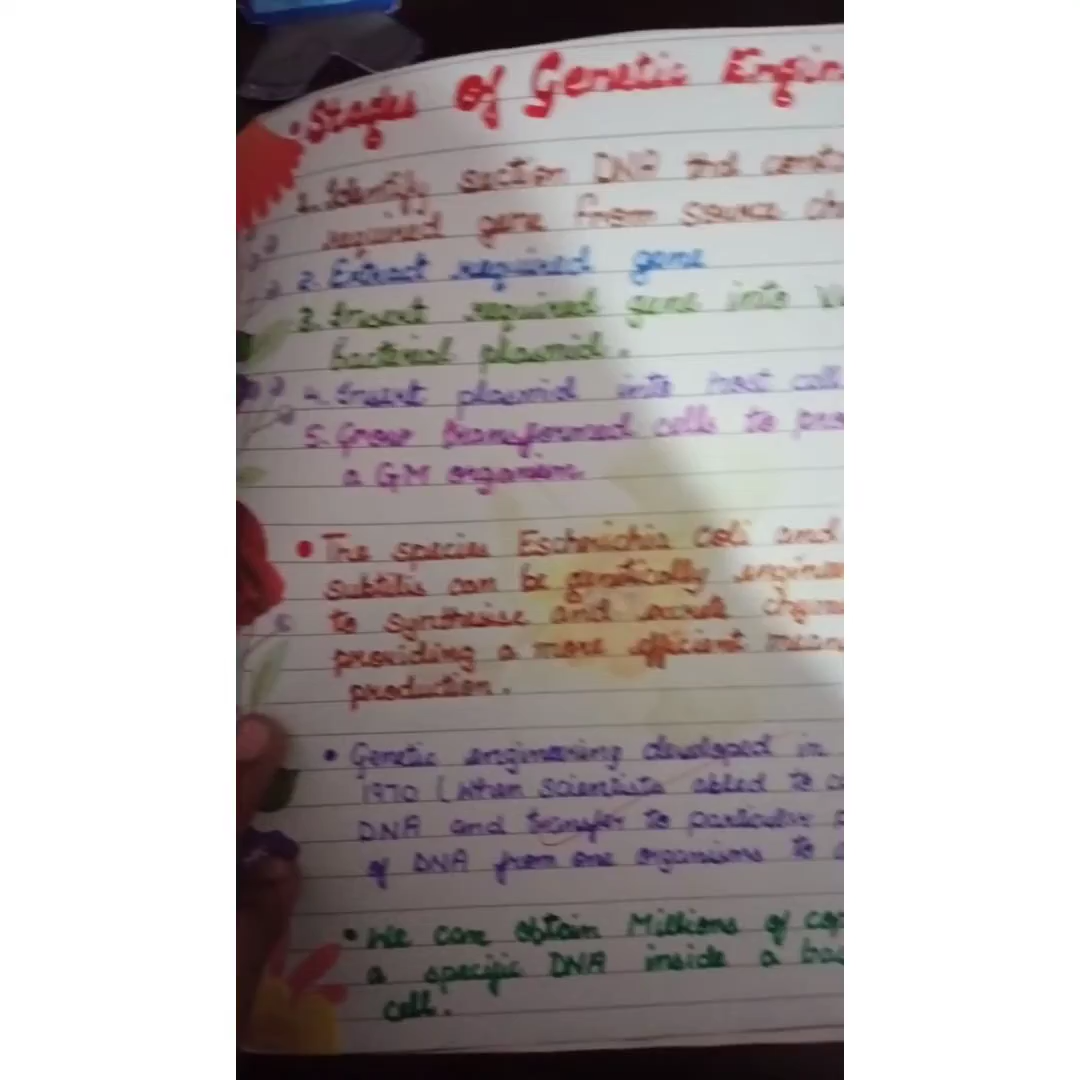 • Stages of Genetic Engin
1. Identify section DNA that conta
required gene from source ch
2. Extract required gene
3. Insert required gene into V
bacterial plasmid.
4. Insert plasmid into host cell
5. Grow transformed cells to pro
a GM organism
• The species Escherichia coli and
subtilis can be genetically enginee
to synthesise and secrete chem
providing a more efficient mean
production.
• Genetic engineering developed in
1970 (When scientists abled to c
DNA and transfer to particular p
of DNA from one organisms to a
• We can obtain Millions of cop
a specific DNA inside a bac
cell.